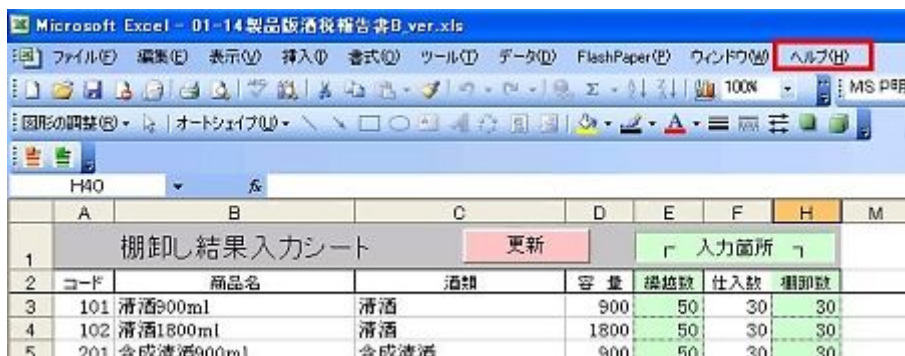 Microsoft Excel - 01-14製品版酒税報告書B_ver.xls
ファイル(F) 編集(E) 表示(V) 挿入(I) 書式(O) ツール(T) データ(D) FlashPaper(P) ウィンドウ(W) ヘルプ(H)
100% MS P明
図形の調整(R) オートシェイプ(U)
H40 fx
A B C D E F H M
1 棚卸し結果入力シート 更新 ┌ 入力箇所 ┐
2 コード 商品名 酒類 容 量 繰越数 仕入数 棚卸数
3 101 清酒900ml 清酒 900 50 30 30
4 102 清酒1800ml 清酒 1800 50 30 30
5 201 合成清酒900ml 合成清酒 900 50 30 30